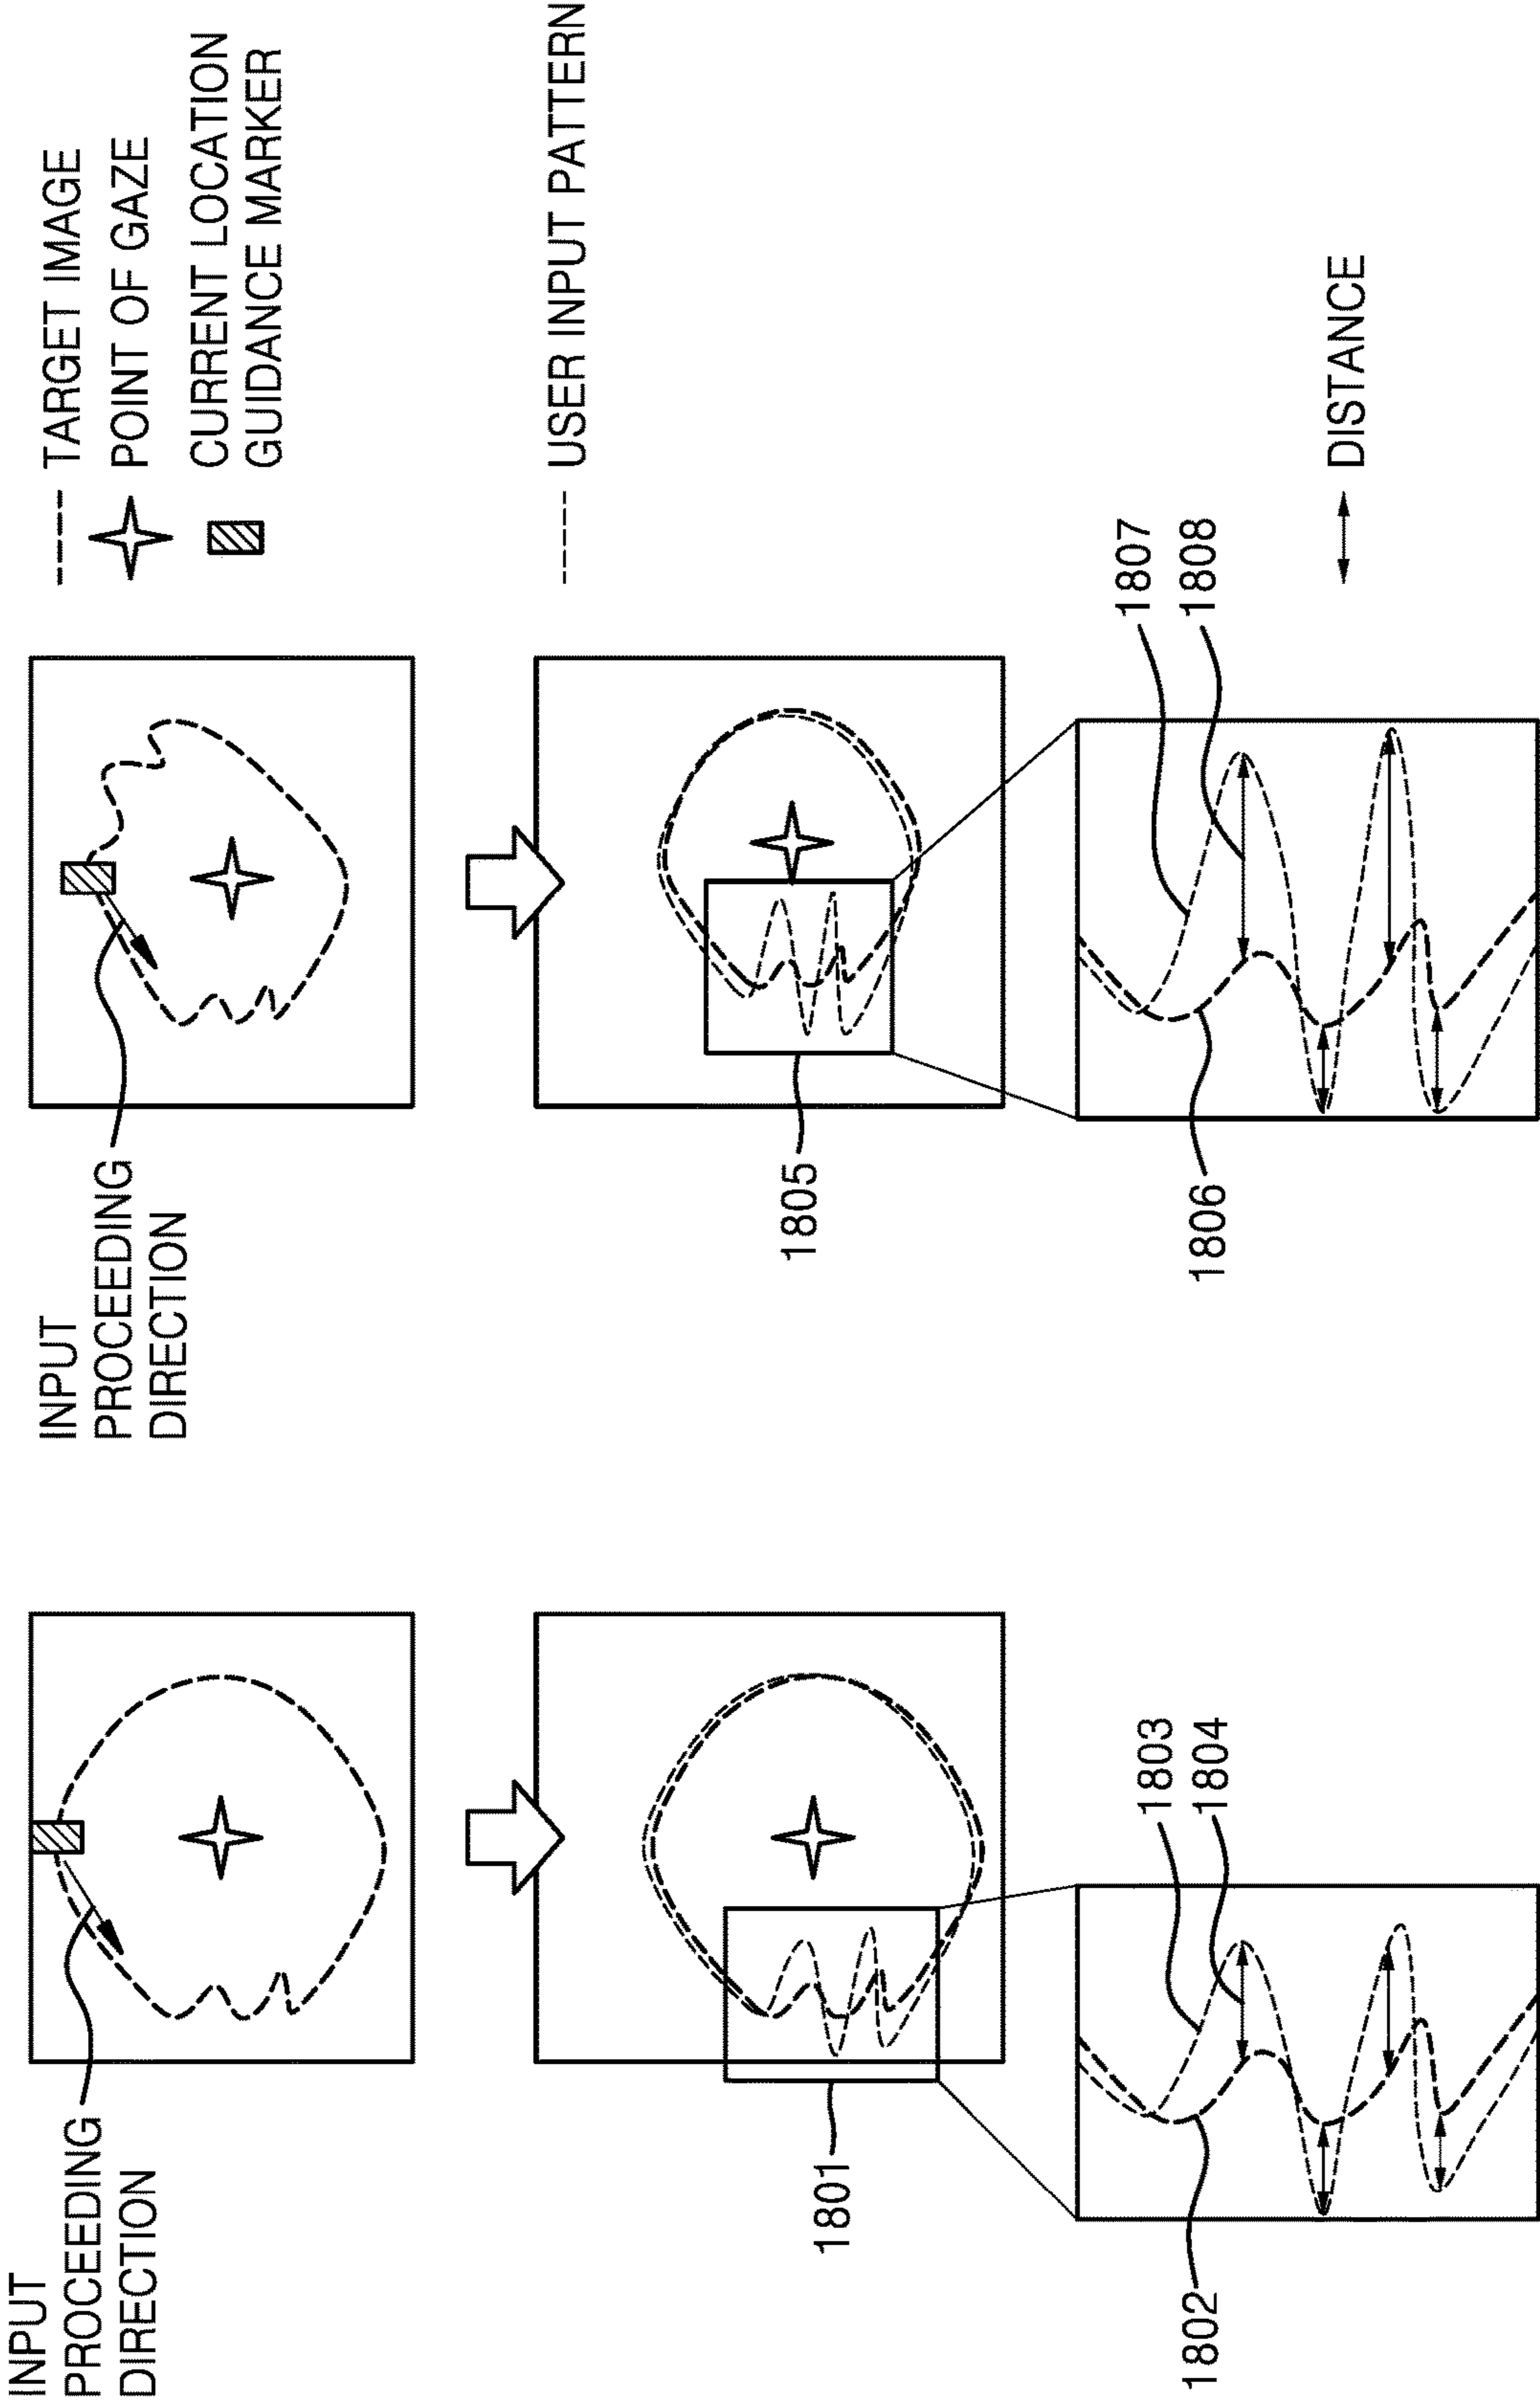 INPUT
PROCEEDING
DIRECTION
INPUT
PROCEEDING
DIRECTION
TARGET IMAGE
POINT OF GAZE
CURRENT LOCATION
GUIDANCE MARKER
USER INPUT PATTERN
1801
1805
1802
1803
1804
1806
1807
1808
DISTANCE